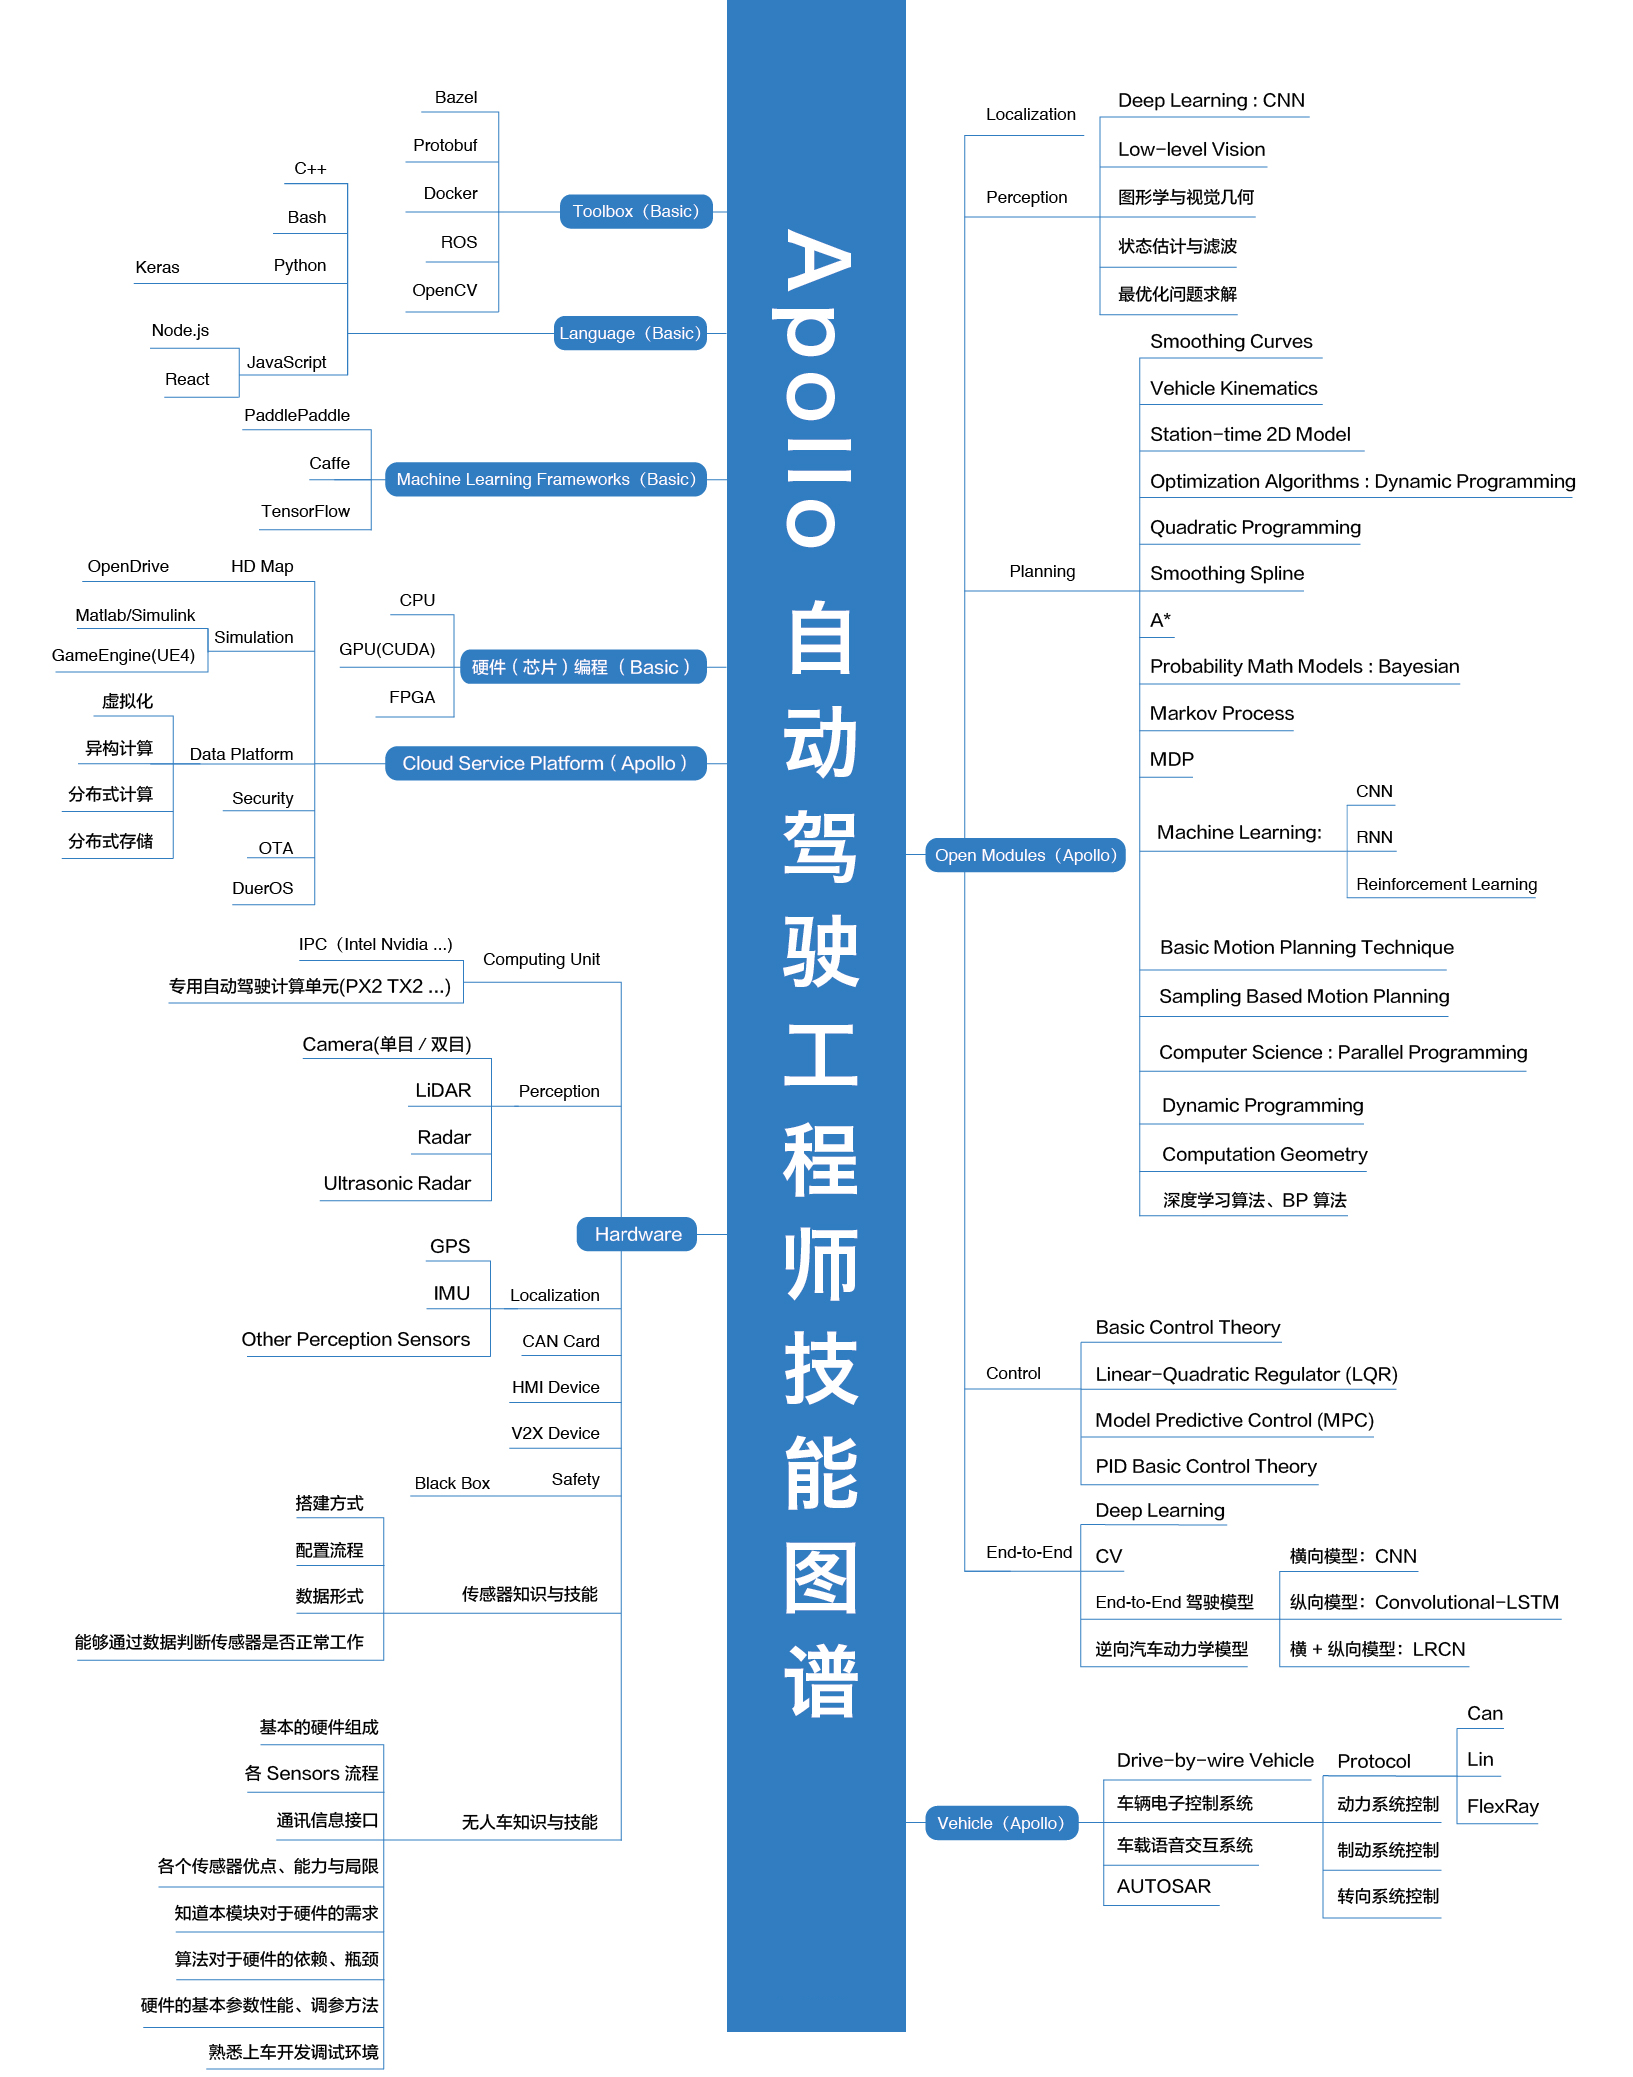 Apollo 自动驾驶工程师技能图谱
Bazel
Protobuf
Docker
ROS
OpenCV
Toolbox（Basic）
C++
Bash
Python
Keras
Node.js
React
JavaScript
Language（Basic）
PaddlePaddle
Caffe
TensorFlow
Machine Learning Frameworks（Basic）
CPU
GPU(CUDA)
FPGA
硬件（芯片）编程（Basic）
OpenDrive
HD Map
Matlab/Simulink
GameEngine(UE4)
Simulation
虚拟化
异构计算
分布式计算
分布式存储
Data Platform
Security
OTA
DuerOS
Cloud Service Platform（Apollo）
IPC（Intel Nvidia ...)
专用自动驾驶计算单元(PX2 TX2 ...)
Computing Unit
Camera(单目 / 双目)
LiDAR
Radar
Ultrasonic Radar
Perception
Hardware
GPS
IMU
Other Perception Sensors
Localization
CAN Card
HMI Device
V2X Device
Black Box
Safety
搭建方式
配置流程
数据形式
能够通过数据判断传感器是否正常工作
传感器知识与技能
基本的硬件组成
各 Sensors 流程
通讯信息接口
各个传感器优点、能力与局限
知道本模块对于硬件的需求
算法对于硬件的依赖、瓶颈
硬件的基本参数性能、调参方法
熟悉上车开发调试环境
无人车知识与技能
Localization
Perception
Deep Learning : CNN
Low-level Vision
图形学与视觉几何
状态估计与滤波
最优化问题求解
Planning
Smoothing Curves
Vehicle Kinematics
Station-time 2D Model
Optimization Algorithms : Dynamic Programming
Quadratic Programming
Smoothing Spline
A*
Probability Math Models : Bayesian
Markov Process
MDP
Machine Learning:
CNN
RNN
Reinforcement Learning
Open Modules（Apollo）
Basic Motion Planning Technique
Sampling Based Motion Planning
Computer Science : Parallel Programming
Dynamic Programming
Computation Geometry
深度学习算法、BP 算法
Control
Basic Control Theory
Linear-Quadratic Regulator (LQR)
Model Predictive Control (MPC)
PID Basic Control Theory
End-to-End
Deep Learning
CV
End-to-End 驾驶模型
逆向汽车动力学模型
横向模型：CNN
纵向模型：Convolutional-LSTM
横 + 纵向模型：LRCN
Vehicle（Apollo）
Drive-by-wire Vehicle
车辆电子控制系统
车载语音交互系统
AUTOSAR
Protocol
动力系统控制
制动系统控制
转向系统控制
Can
Lin
FlexRay